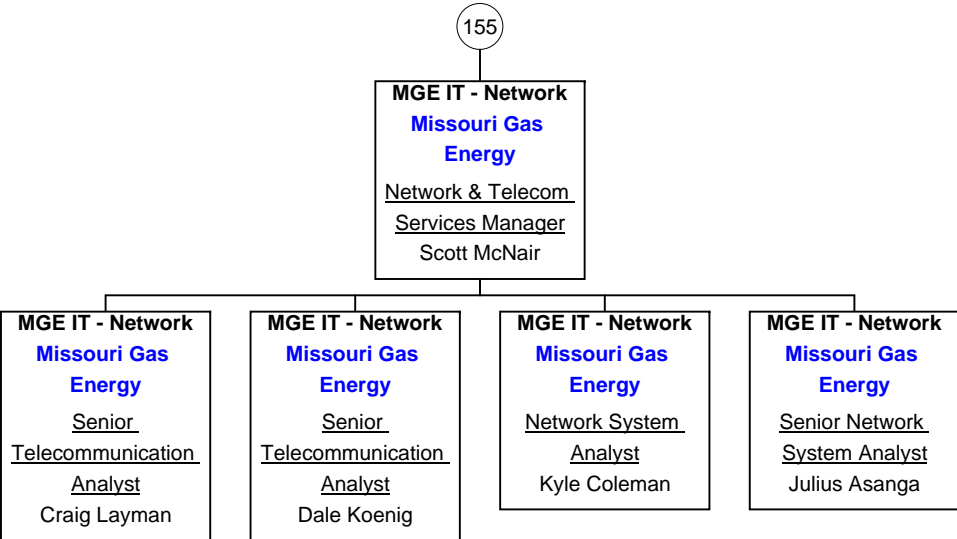 155
MGE IT - Network
Missouri Gas
Energy
Network & Telecom
Services Manager
Scott McNair
MGE IT - Network
Missouri Gas
Energy
Senior
Telecommunication
Analyst
Craig Layman
MGE IT - Network
Missouri Gas
Energy
Senior
Telecommunication
Analyst
Dale Koenig
MGE IT - Network
Missouri Gas
Energy
Network System
Analyst
Kyle Coleman
MGE IT - Network
Missouri Gas
Energy
Senior Network
System Analyst
Julius Asanga